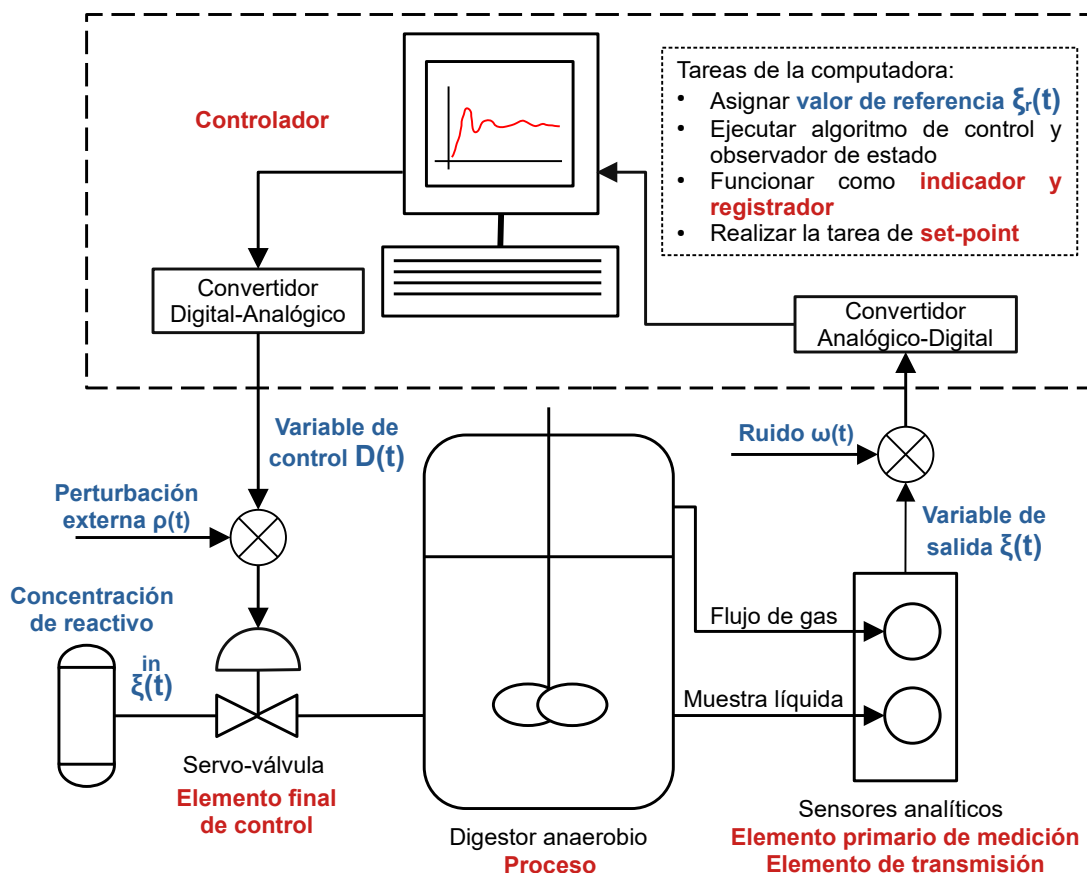 Controlador
Tareas de la computadora:
• Asignar valor de referencia ξᵣ(t)
• Ejecutar algoritmo de control y
observador de estado
• Funcionar como indicador y
registrador
• Realizar la tarea de set-point
Convertidor
Digital-Analógico
Convertidor
Analógico-Digital
Variable de
control D(t)
Ruido ω(t)
Perturbación
externa ρ(t)
Variable de
salida ξ(t)
Concentración
de reactivo
in
ξ(t)
Flujo de gas
Muestra líquida
Servo-válvula
Elemento final
de control
Digestor anaerobio
Proceso
Sensores analíticos
Elemento primario de medición
Elemento de transmisión